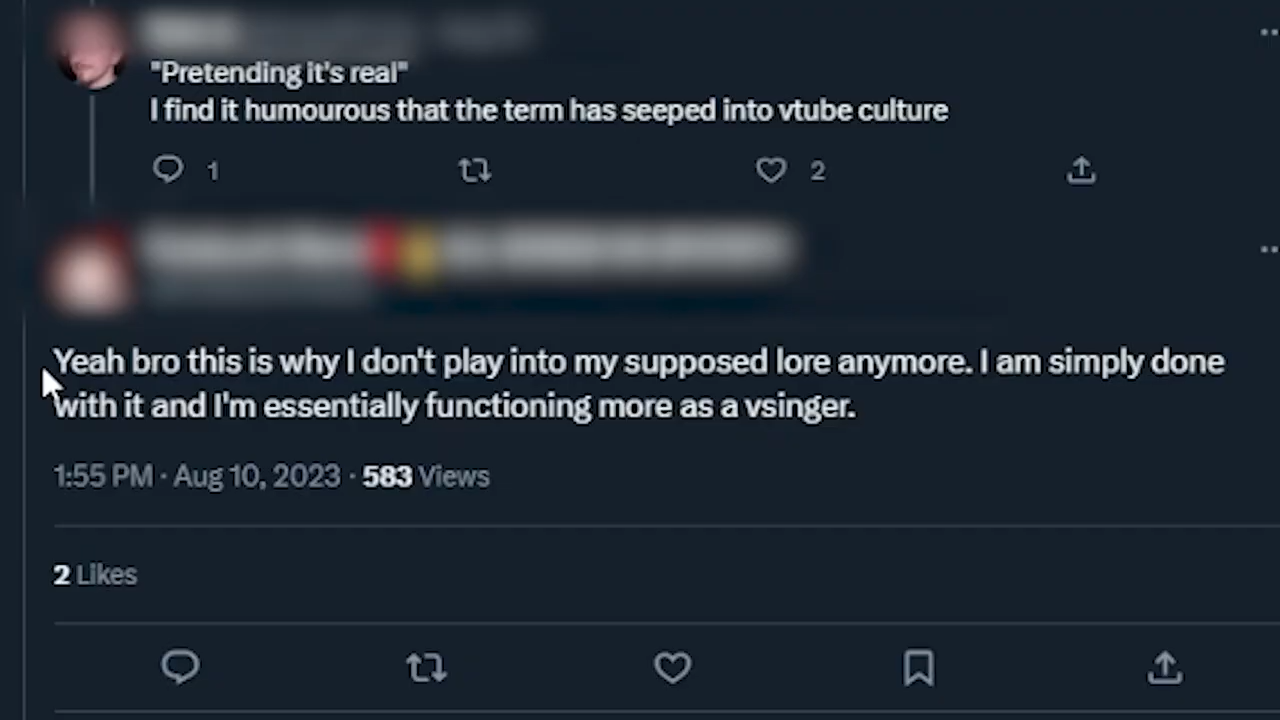 "Pretending it's real"
I find it humourous that the term has seeped into vtube culture
1
2
Yeah bro this is why I don't play into my supposed lore anymore. I am simply done
with it and I'm essentially functioning more as a vsinger.
1:55 PM · Aug 10, 2023 · 583 Views
2 Likes